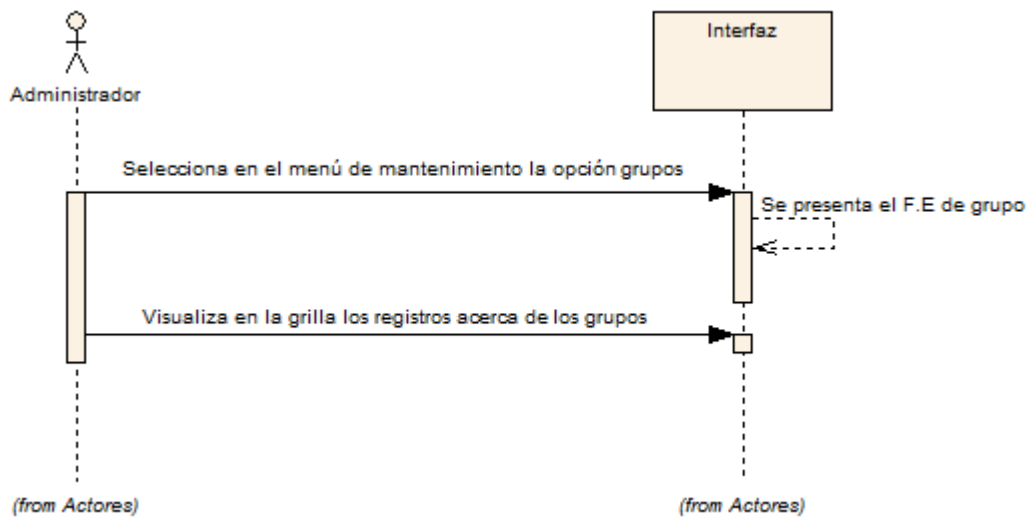 Interfaz
Administrador
Selecciona en el menú de mantenimiento la opción grupos
Se presenta el F.E de grupo
Visualiza en la grilla los registros acerca de los grupos
(from Actores)
(from Actores)